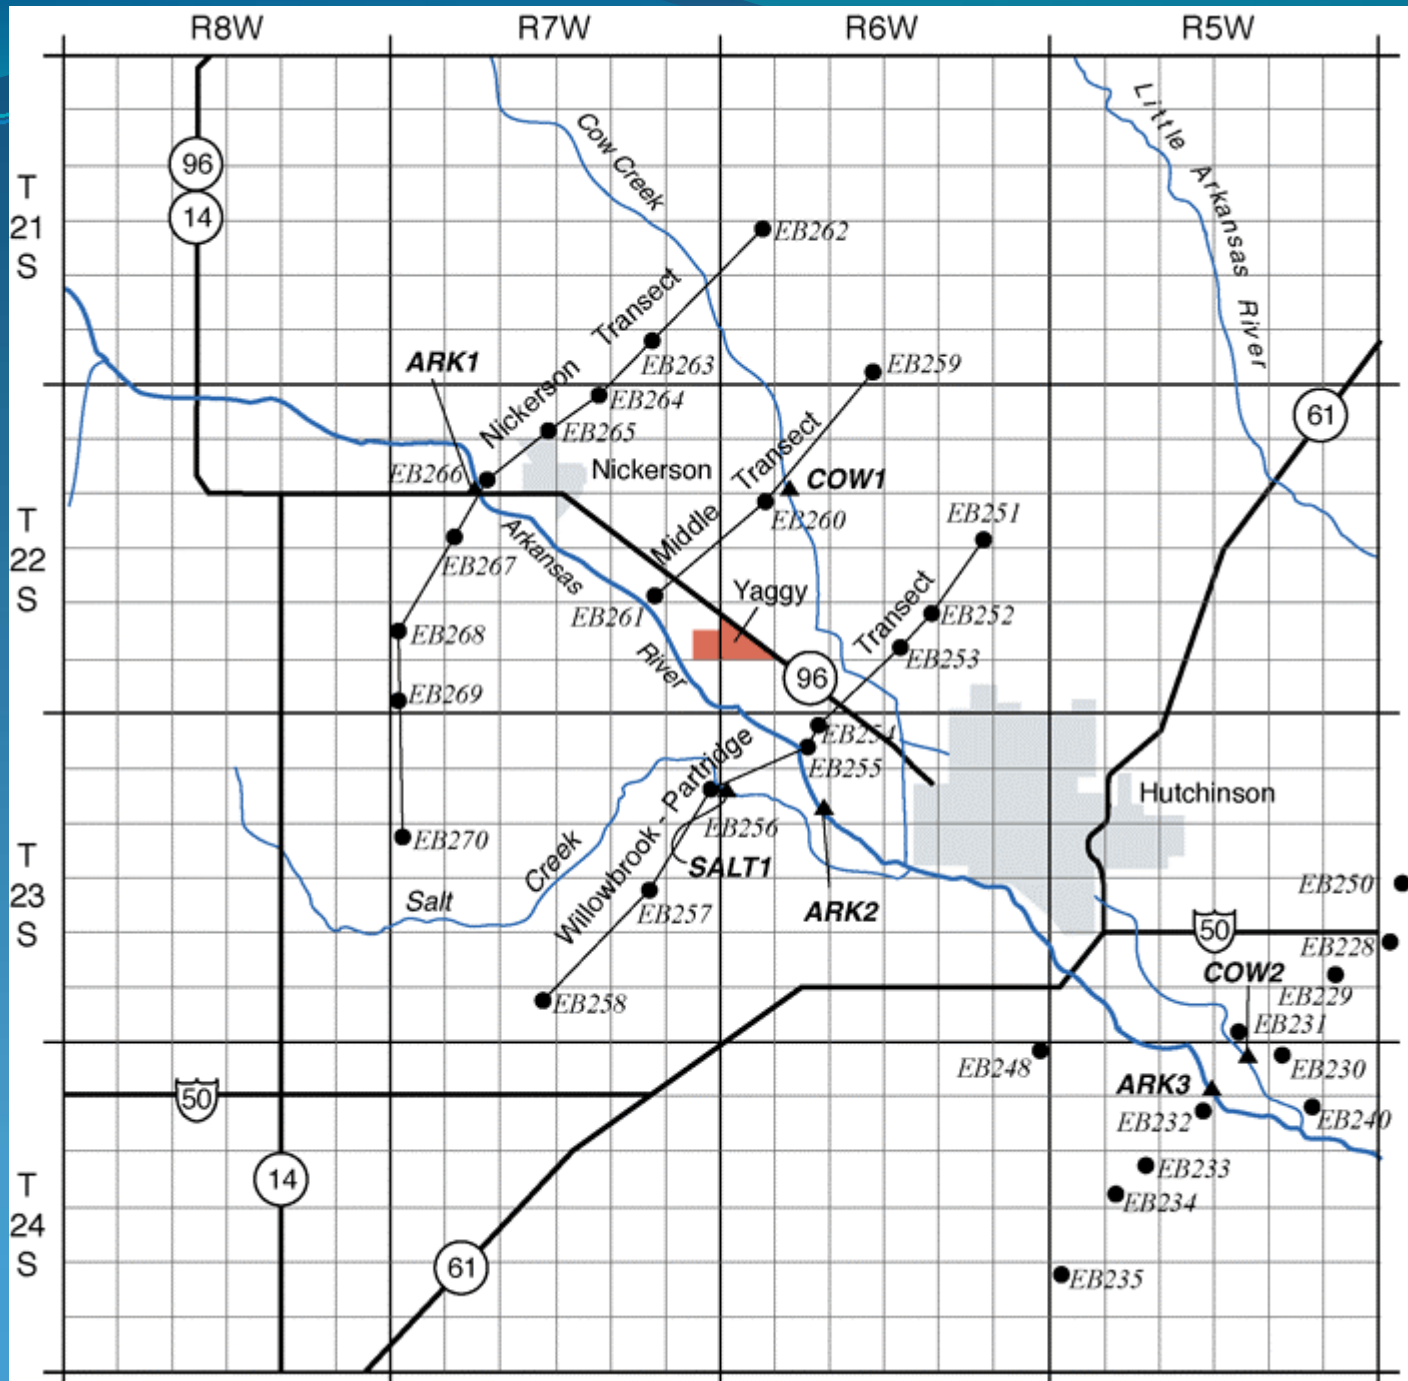 R8W
R7W
R6W
R5W
T
21
S
T
22
S
T
23
S
T
24
S
96
14
Cow Creek
Little Arkansas River
EB262
Nickerson Transect
EB263
EB264
EB265
ARK1
EB266
Nickerson
EB259
Middle Transect
COW1
EB260
61
EB251
EB267
Arkansas
River
EB261
Yaggy
EB252
Transect
EB253
EB268
EB269
96
EB254
EB255
Willowbrook - Partridge
EB256
SALT1
Hutchinson
EB270
Salt
Creek
EB257
ARK2
EB250
50
EB228
COW2
EB229
EB258
EB231
EB248
EB230
ARK3
EB232
EB240
50
14
EB233
EB234
61
EB235